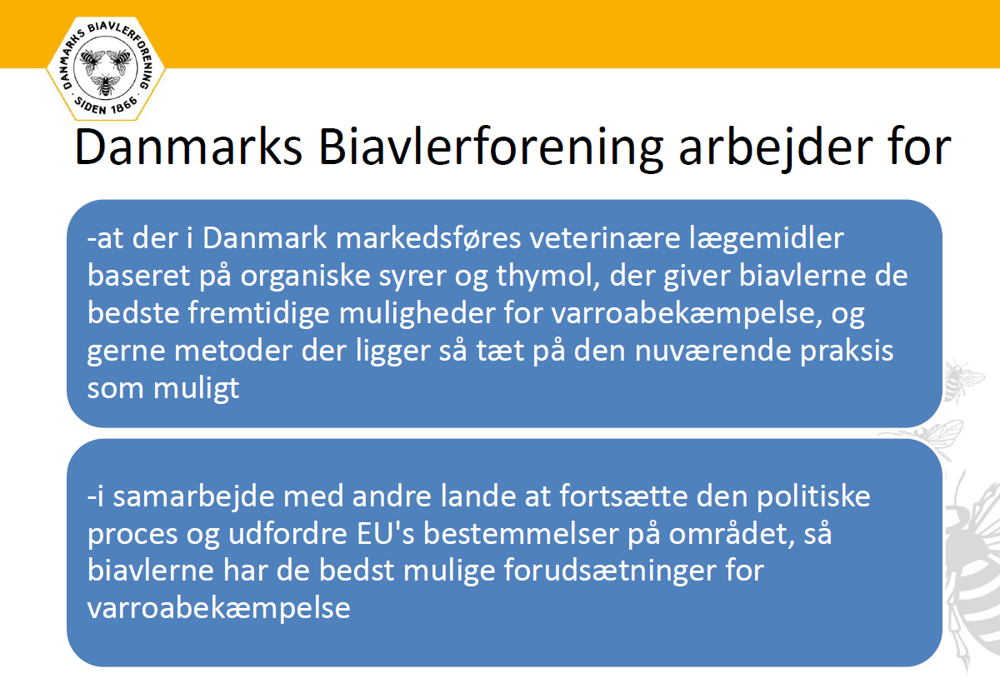 DANMARKS BIAVLERFORENING
· SIDEN 1866 ·
Danmarks Biavlerforening arbejder for
-at der i Danmark markedsføres veterinære lægemidler
baseret på organiske syrer og thymol, der giver biavlerne de
bedste fremtidige muligheder for varroabekæmpelse, og
gerne metoder der ligger så tæt på den nuværende praksis
som muligt
-i samarbejde med andre lande at fortsætte den politiske
proces og udfordre EU's bestemmelser på området, så
biavlerne har de bedst mulige forudsætninger for
varroabekæmpelse